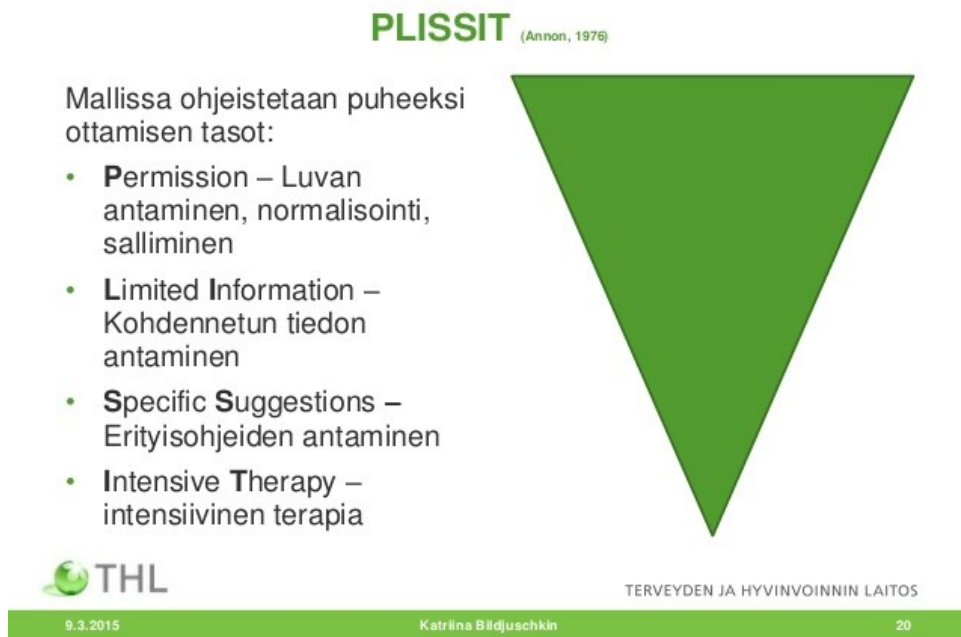 PLISSIT (Annon, 1976)
Mallissa ohjeistetaan puheeksi
ottamisen tasot:
• Permission – Luvan
antaminen, normalisointi,
salliminen
• Limited Information –
Kohdennetun tiedon
antaminen
• Specific Suggestions –
Erityisohjeiden antaminen
• Intensive Therapy –
intensiivinen terapia
THL
TERVEYDEN JA HYVINVOINNIN LAITOS
9.3.2015 Katriina Bildjuschkin 20